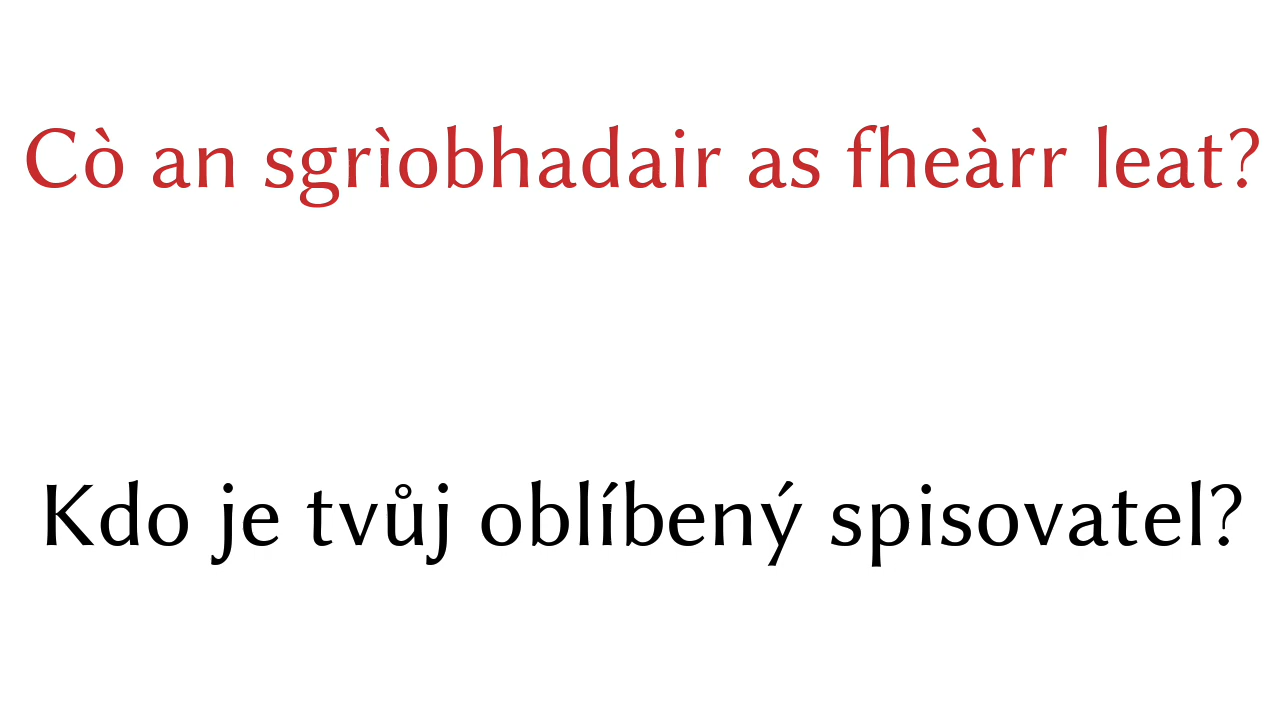 Cò an sgrìobhadair as fheàrr leat?
Kdo je tvůj oblíbený spisovatel?